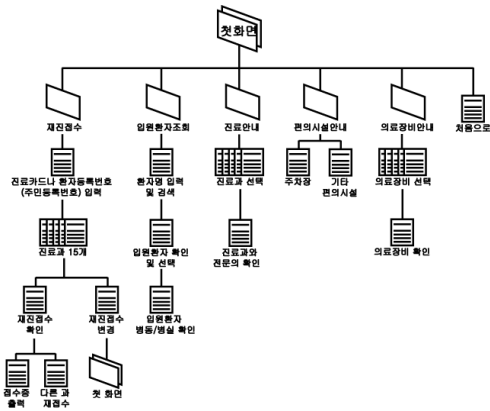 첫화면
재진접수
입원환자조회
진료안내
편의시설안내
의료장비안내
처음으로
진료카드나 환자등록번호
(주민등록번호) 입력
환자명 입력
및 검색
진료과 선택
주차장
기타
편의시설
의료장비 선택
진료과 15개
입원환자 확인
및 선택
진료과와
전문의 확인
의료장비 확인
재진접수
확인
재진접수
변경
입원환자
병동/병실 확인
접수증
출력
다른 과
재접수
첫 화면